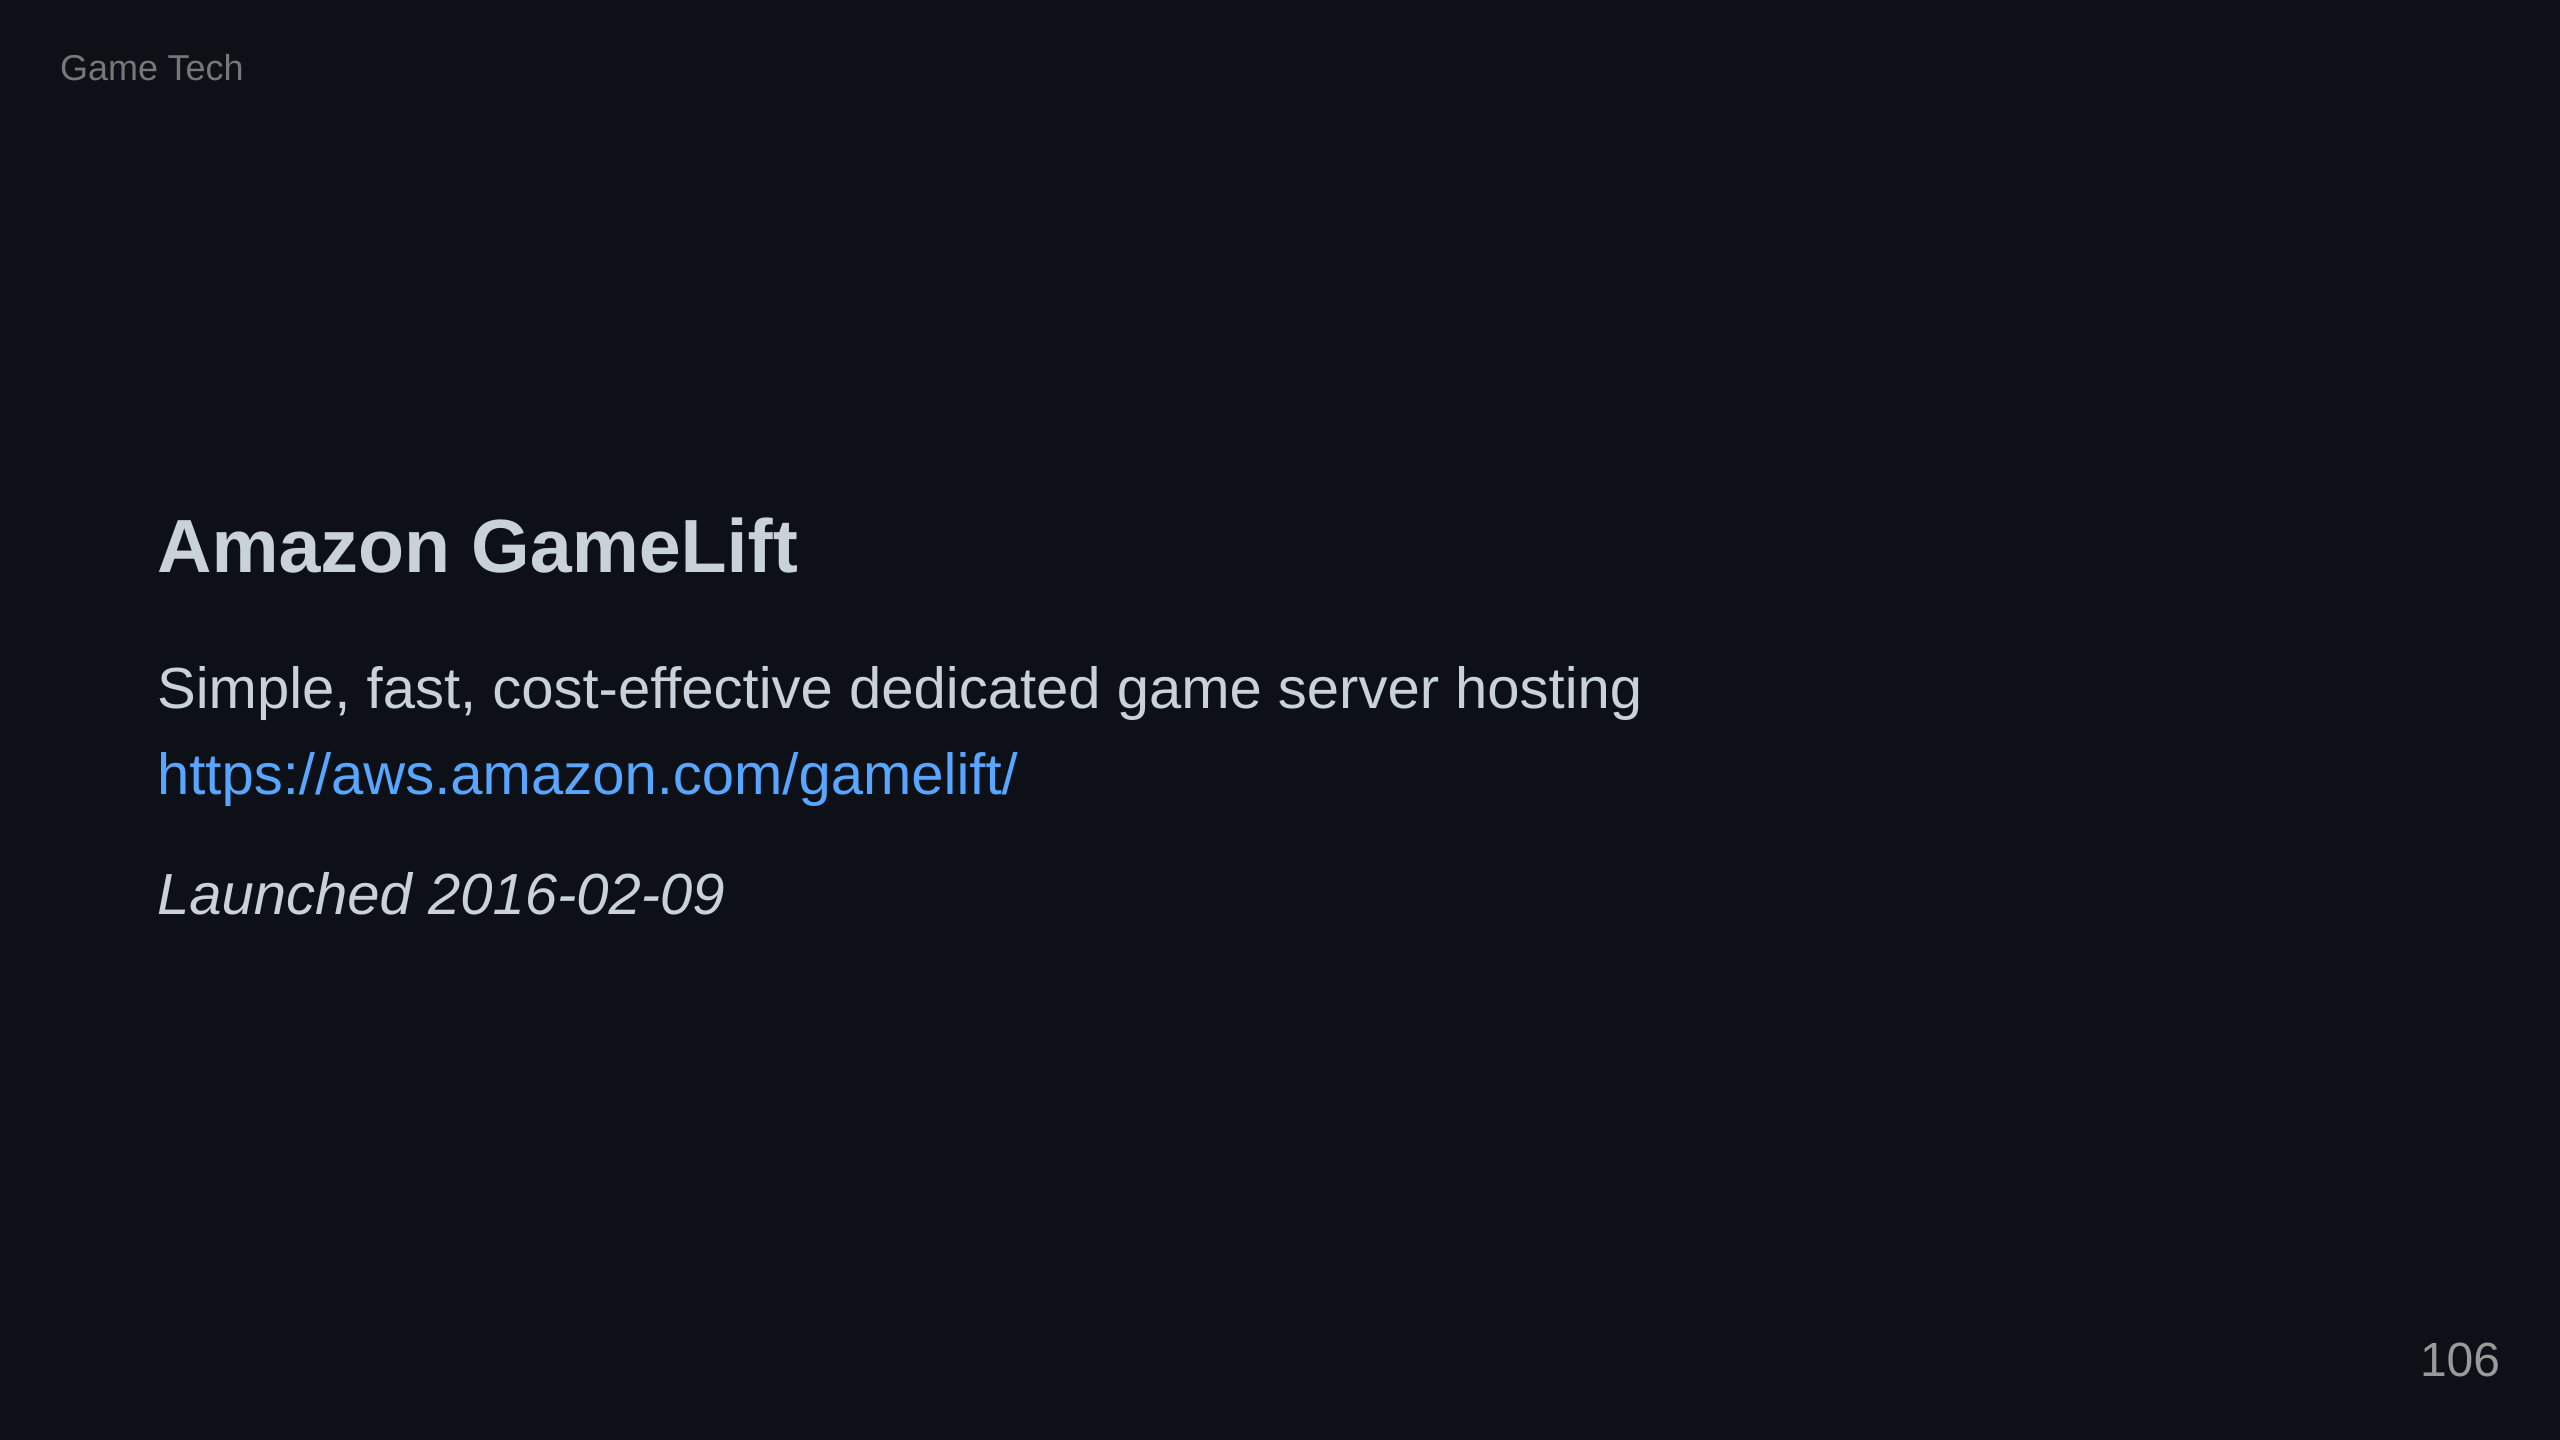 Game Tech
Amazon GameLift
Simple, fast, cost-effective dedicated game server hosting
https://aws.amazon.com/gamelift/
Launched 2016-02-09
106